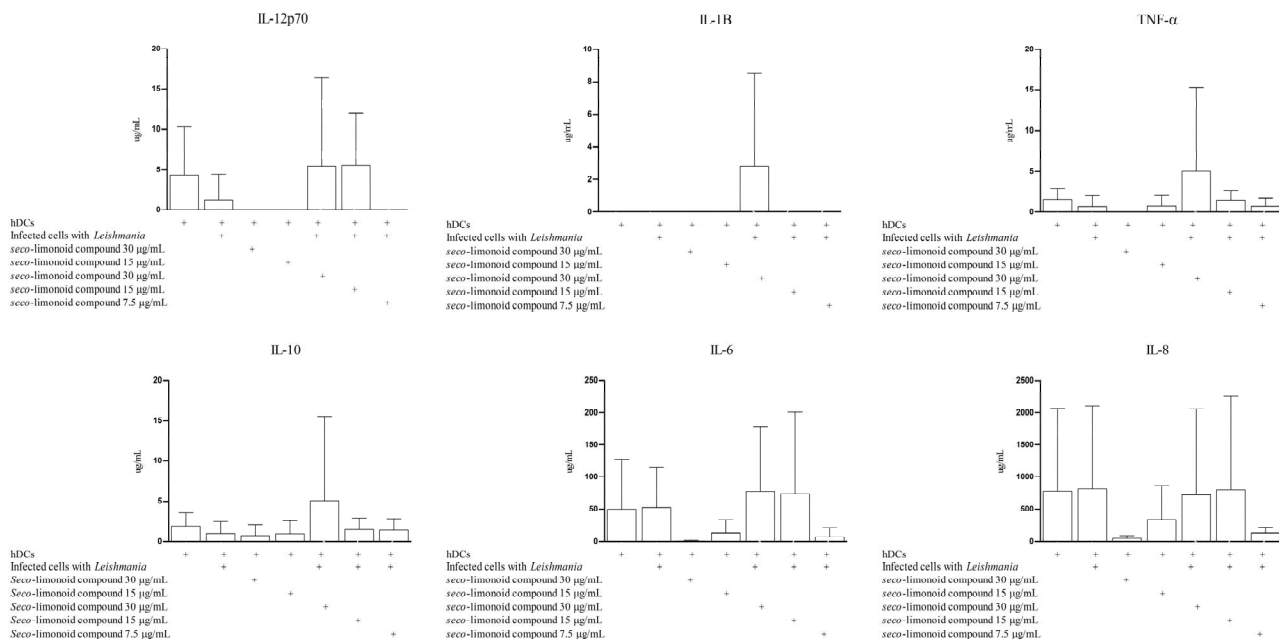 IL-12p70
20
15
10
5
0
ug/mL
hDCs + + + + + + +
Infected cells with Leishmania + + + +
seco-limonoid compound 30 µg/mL +
seco-limonoid compound 15 µg/mL +
seco-limonoid compound 30 µg/mL +
seco-limonoid compound 15 µg/mL +
seco-limonoid compound 7.5 µg/mL +
IL-1B
10
8
6
4
2
0
ug/mL
hDCs + + + + + + +
Infected cells with Leishmania + + + +
seco-limonoid compound 30 µg/mL +
seco-limonoid compound 15 µg/mL +
seco-limonoid compound 30 µg/mL +
seco-limonoid compound 15 µg/mL +
seco-limonoid compound 7.5 µg/mL +
TNF-α
20
15
10
5
0
ug/mL
hDCs + + + + + + +
Infected cells with Leishmania + + + +
seco-limonoid compound 30 µg/mL +
seco-limonoid compound 15 µg/mL +
seco-limonoid compound 30 µg/mL +
seco-limonoid compound 15 µg/mL +
seco-limonoid compound 7.5 µg/mL +
IL-10
20
15
10
5
0
ug/mL
hDCs + + + + + + +
Infected cells with Leishmania + + + +
Seco-limonoid compound 30 µg/mL +
Seco-limonoid compound 15 µg/mL +
Seco-limonoid compound 30 µg/mL +
Seco-limonoid compound 15 µg/mL +
Seco-limonoid compound 7.5 µg/mL +
IL-6
250
200
150
100
50
0
ug/mL
hDCs + + + + + + +
Infected cells with Leishmania + + + +
seco-limonoid compound 30 µg/mL +
seco-limonoid compound 15 µg/mL +
seco-limonoid compound 30 µg/mL +
seco-limonoid compound 15 µg/mL +
seco-limonoid compound 7.5 µg/mL +
IL-8
2500
2000
1500
1000
500
0
ug/mL
hDCs + + + + + + +
Infected cells with Leishmania + + + +
seco-limonoid compound 30 µg/mL +
seco-limonoid compound 15 µg/mL +
seco-limonoid compound 30 µg/mL +
seco-limonoid compound 15 µg/mL +
seco-limonoid compound 7.5 µg/mL +